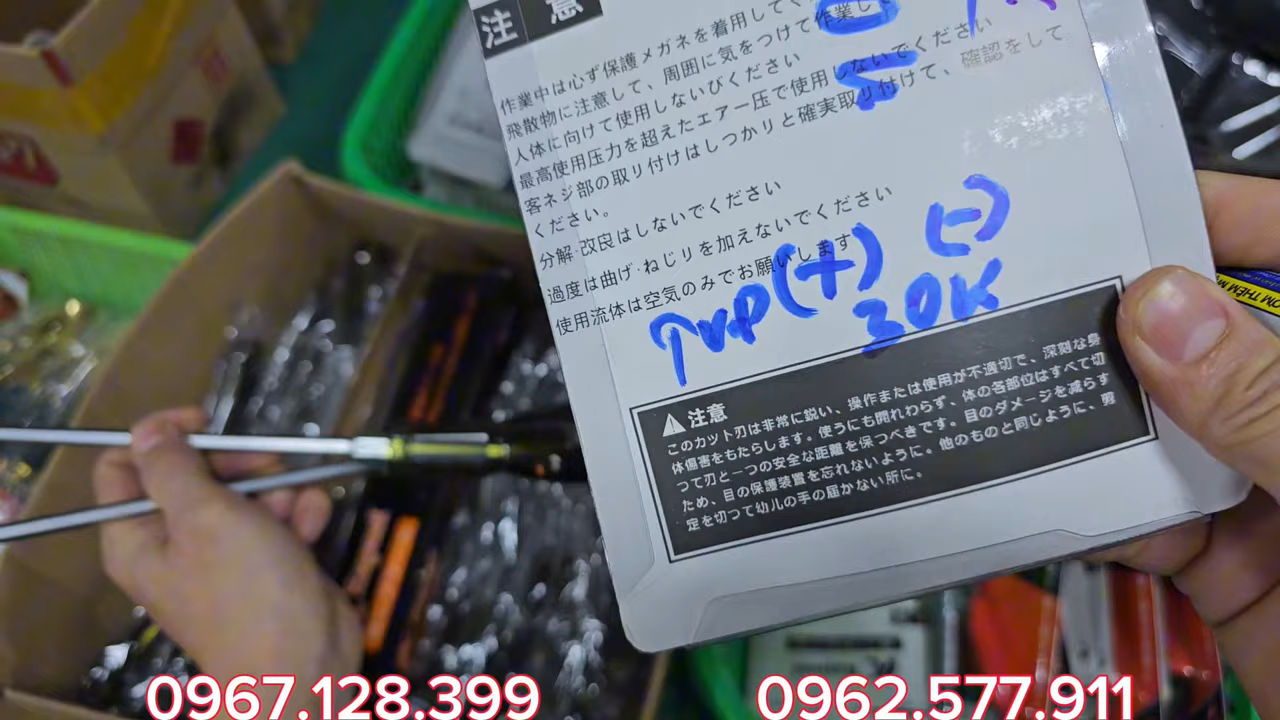 注 意
作業中は心ず保護メガネを着用してく
飛散物に注意して、周囲に気をつけて作業し
人体に向けて使用しないびください
最高使用圧力を超えたエアー圧で使用しないでください
客ネジ部の取り付けはしっかりと確実取り付けて、確認をして
ください。
分解·改良はしないでください
過度は曲げ·ねじりを加えないでください
使用流体は空気のみでお願いします
(+) (-)
30K
注意
このカット刃は非常に鋭い、操作または使用が不適切で、深刻な身
体傷害をもたらします。使うにも関わらず、体の各部位はすべて切
つて刃と一つの安全な距離を保つべきです。目のダメージを減らす
ため、目の保護装置を忘れないように。他のものと同じように、剪
定を切つて幼儿の手の届かない所に。
0967.128.399
0962.577.911